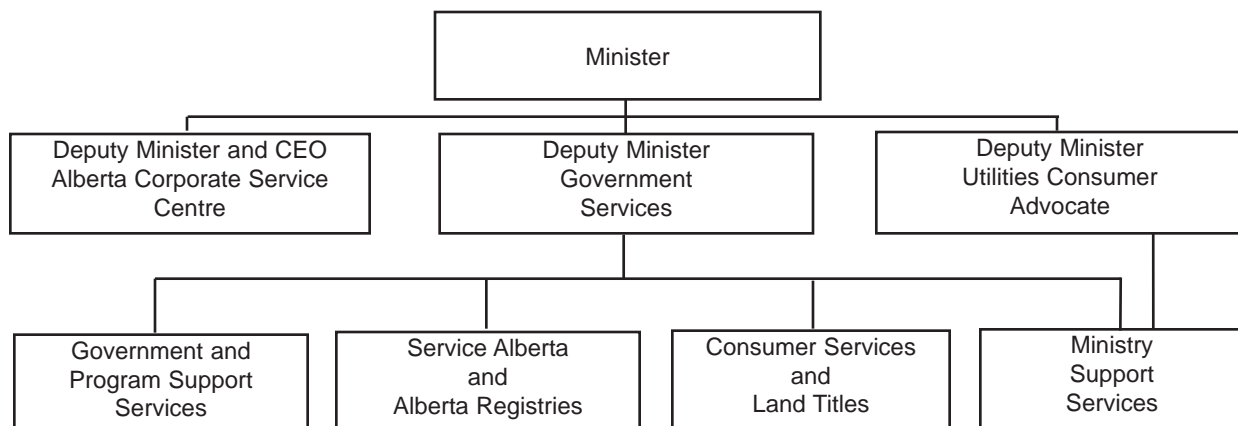 Minister
Deputy Minister and CEO
Alberta Corporate Service
Centre
Deputy Minister
Government
Services
Deputy Minister
Utilities Consumer
Advocate
Government and
Program Support
Services
Service Alberta
and
Alberta Registries
Consumer Services
and
Land Titles
Ministry
Support
Services